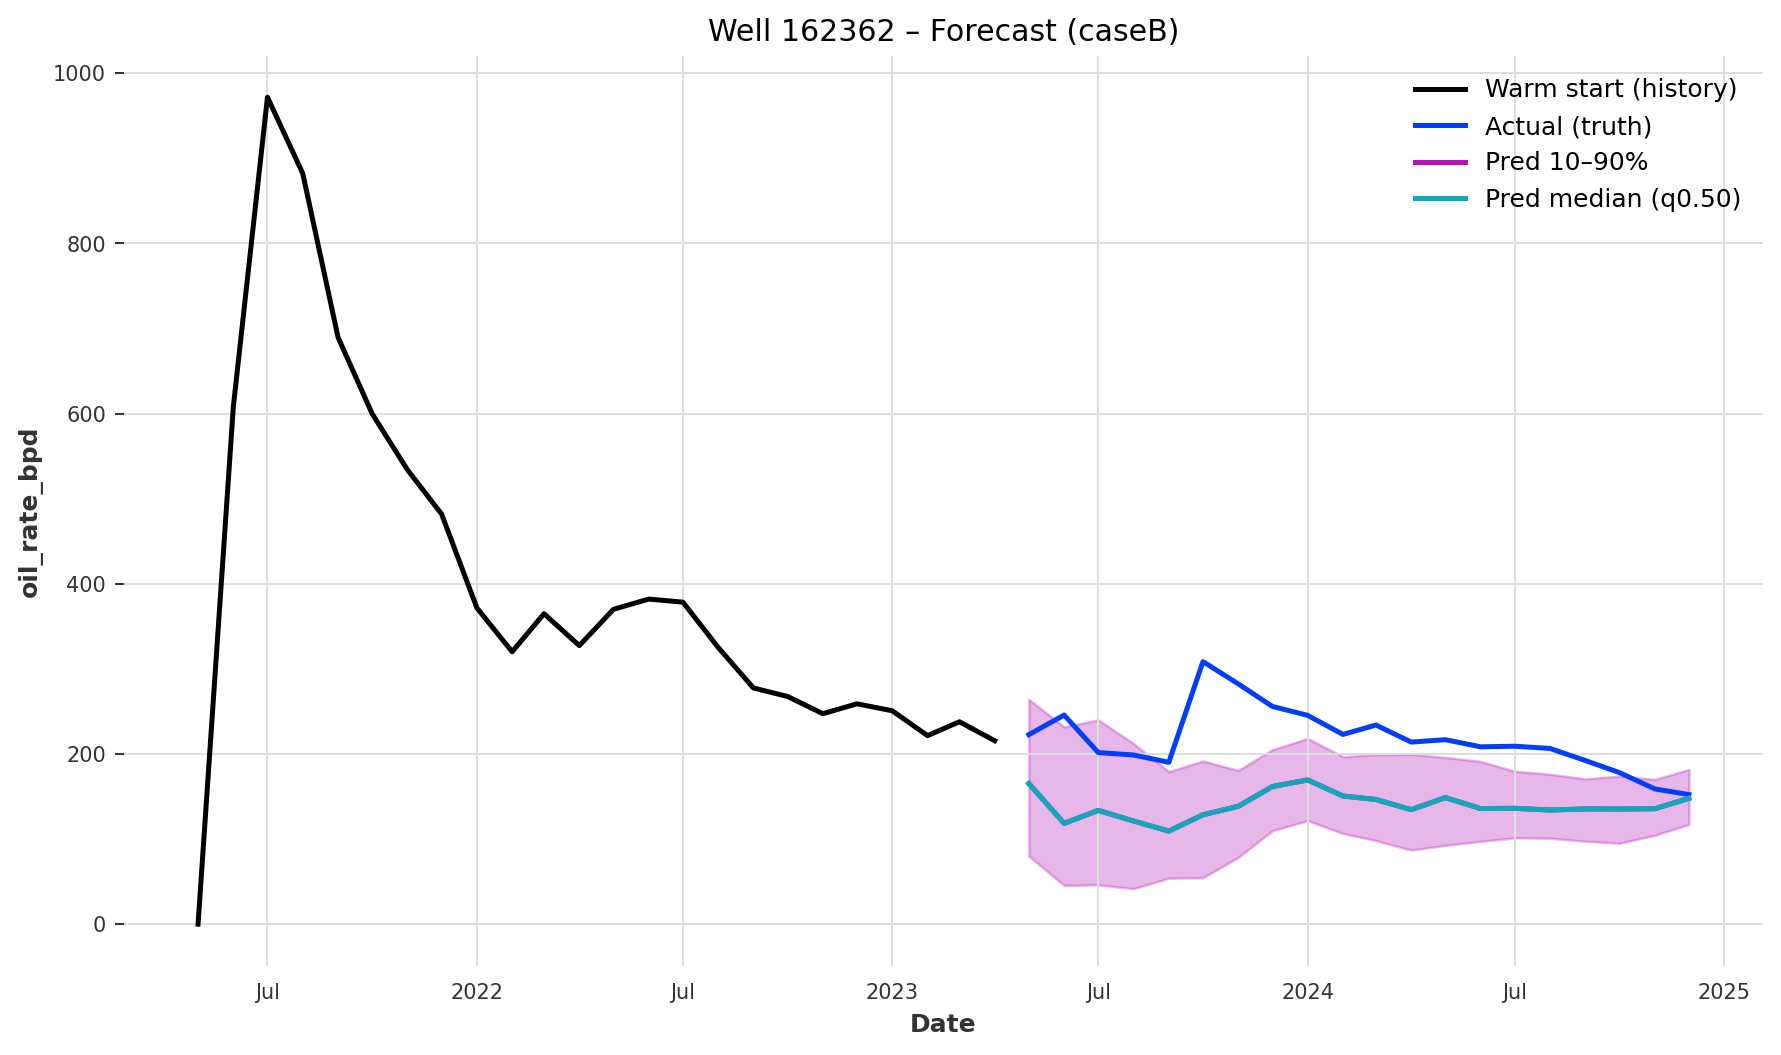 Well 162362 – Forecast (caseB)
Warm start (history)
Actual (truth)
Pred 10–90%
Pred median (q0.50)
oil_rate_bpd
1000
800
600
400
200
0
Jul
2022
Jul
2023
Jul
2024
Jul
2025
Date